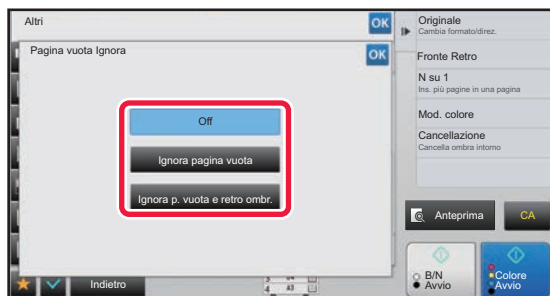 Altri
OK
Pagina vuota Ignora
OK
Off
Ignora pagina vuota
Ignora p. vuota e retro ombr.
Indietro
4 A3
Originale
Cambia formato/direz.
Fronte Retro
N su 1
Ins. più pagine in una pagina
Mod. colore
Cancellazione
Cancella ombra intorno
Anteprima
CA
B/N
Avvio
Colore
Avvio